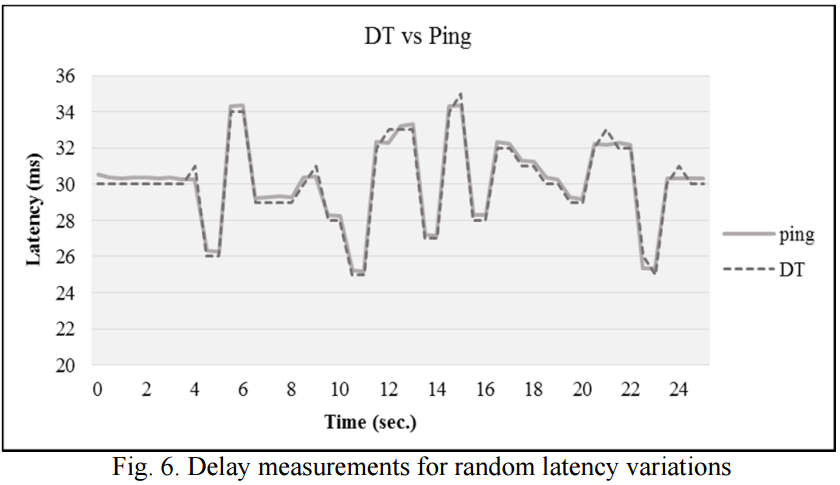 DT vs Ping
36
34
32
30
28
26
24
22
20
Latency (ms)
0 2 4 6 8 10 12 14 16 18 20 22 24
Time (sec.)
ping
DT
Fig. 6. Delay measurements for random latency variations